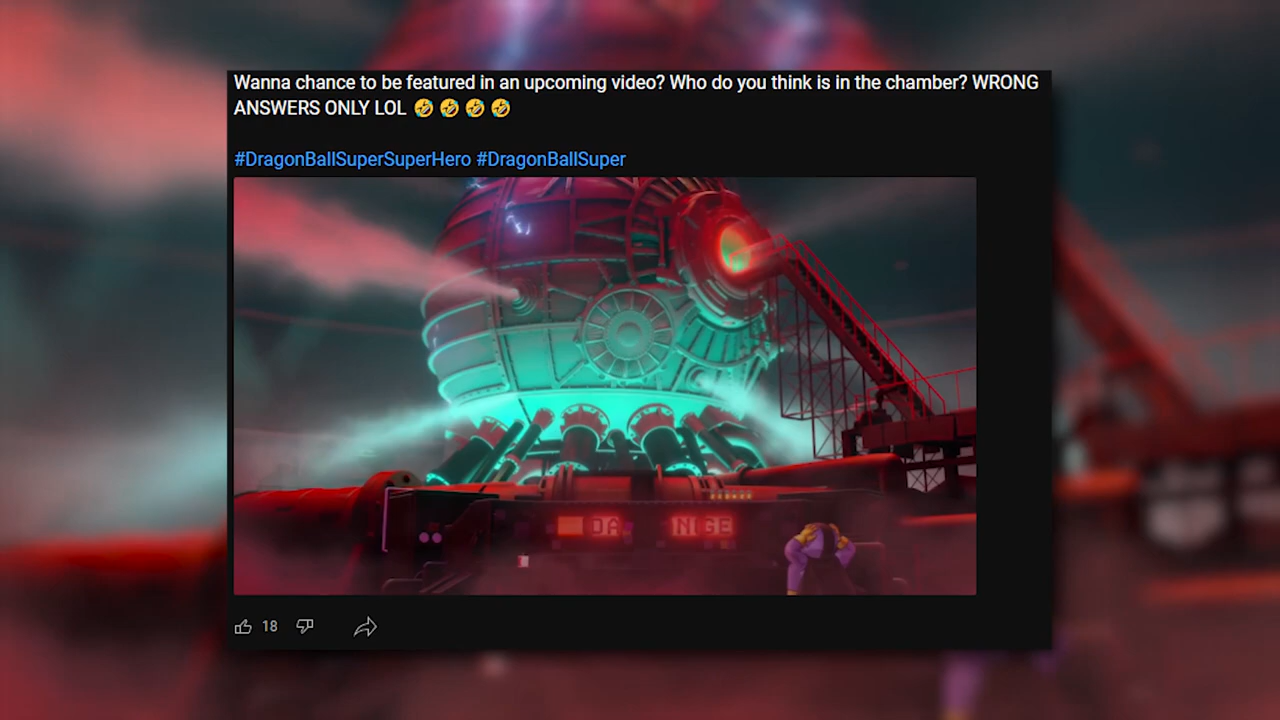 Wanna chance to be featured in an upcoming video? Who do you think is in the chamber? WRONG
ANSWERS ONLY LOL 🤣 🤣 🤣 🤣
#DragonBallSuperSuperHero #DragonBallSuper
DA NGE
18